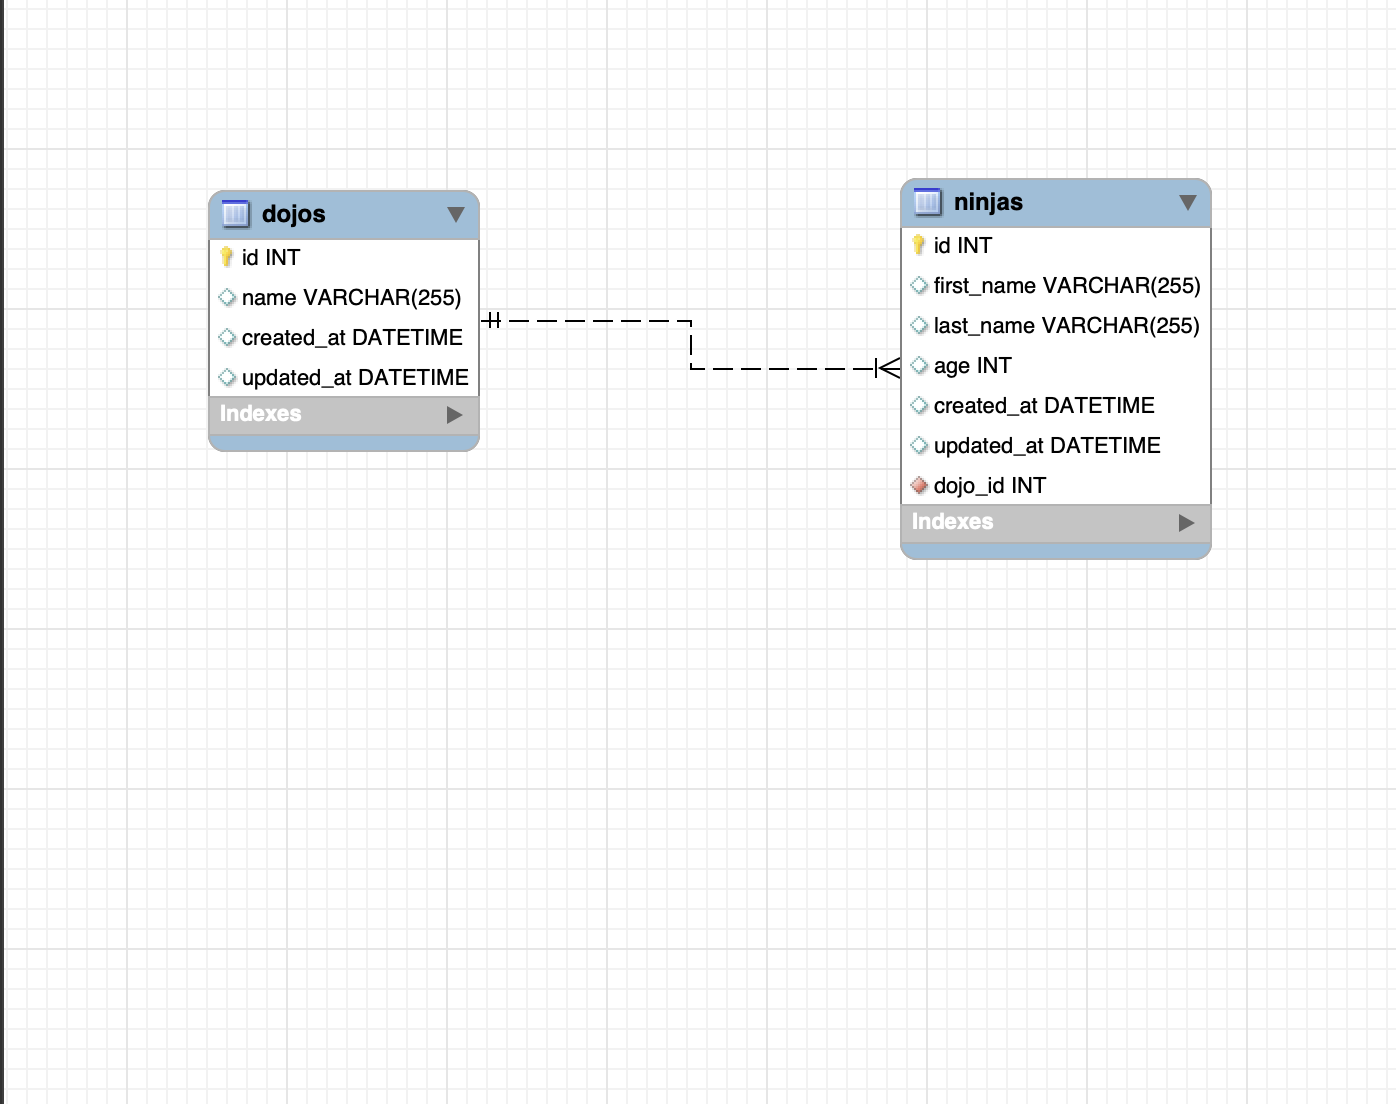 dojos
id INT
name VARCHAR(255)
created_at DATETIME
updated_at DATETIME
Indexes
ninjas
id INT
first_name VARCHAR(255)
last_name VARCHAR(255)
age INT
created_at DATETIME
updated_at DATETIME
dojo_id INT
Indexes